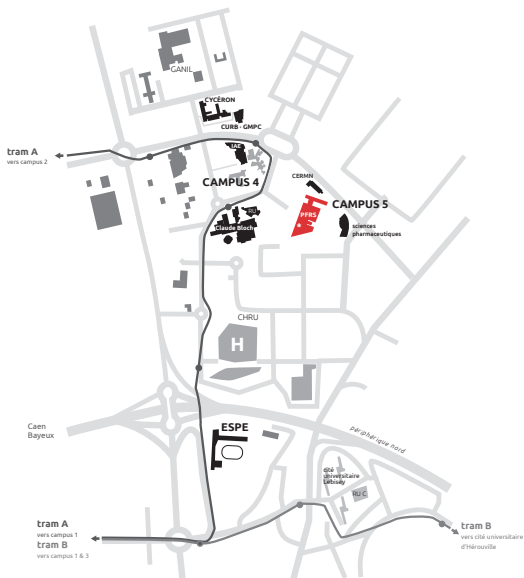 GANIL
CYCÉRON
CURB - GMPC
tram A
vers campus 2
IAE
CERMN
CAMPUS 4
CAMPUS 5
PFRS
sciences
pharmaceutiques
Claude Bloch
CHRU
H
Caen
Bayeux
ESPE
périphérique nord
cité
universitaire
Lébisey
RU C
tram A
vers campus 1
tram B
vers campus 1 & 3
tram B
vers cité universitaire
d'Hérouville